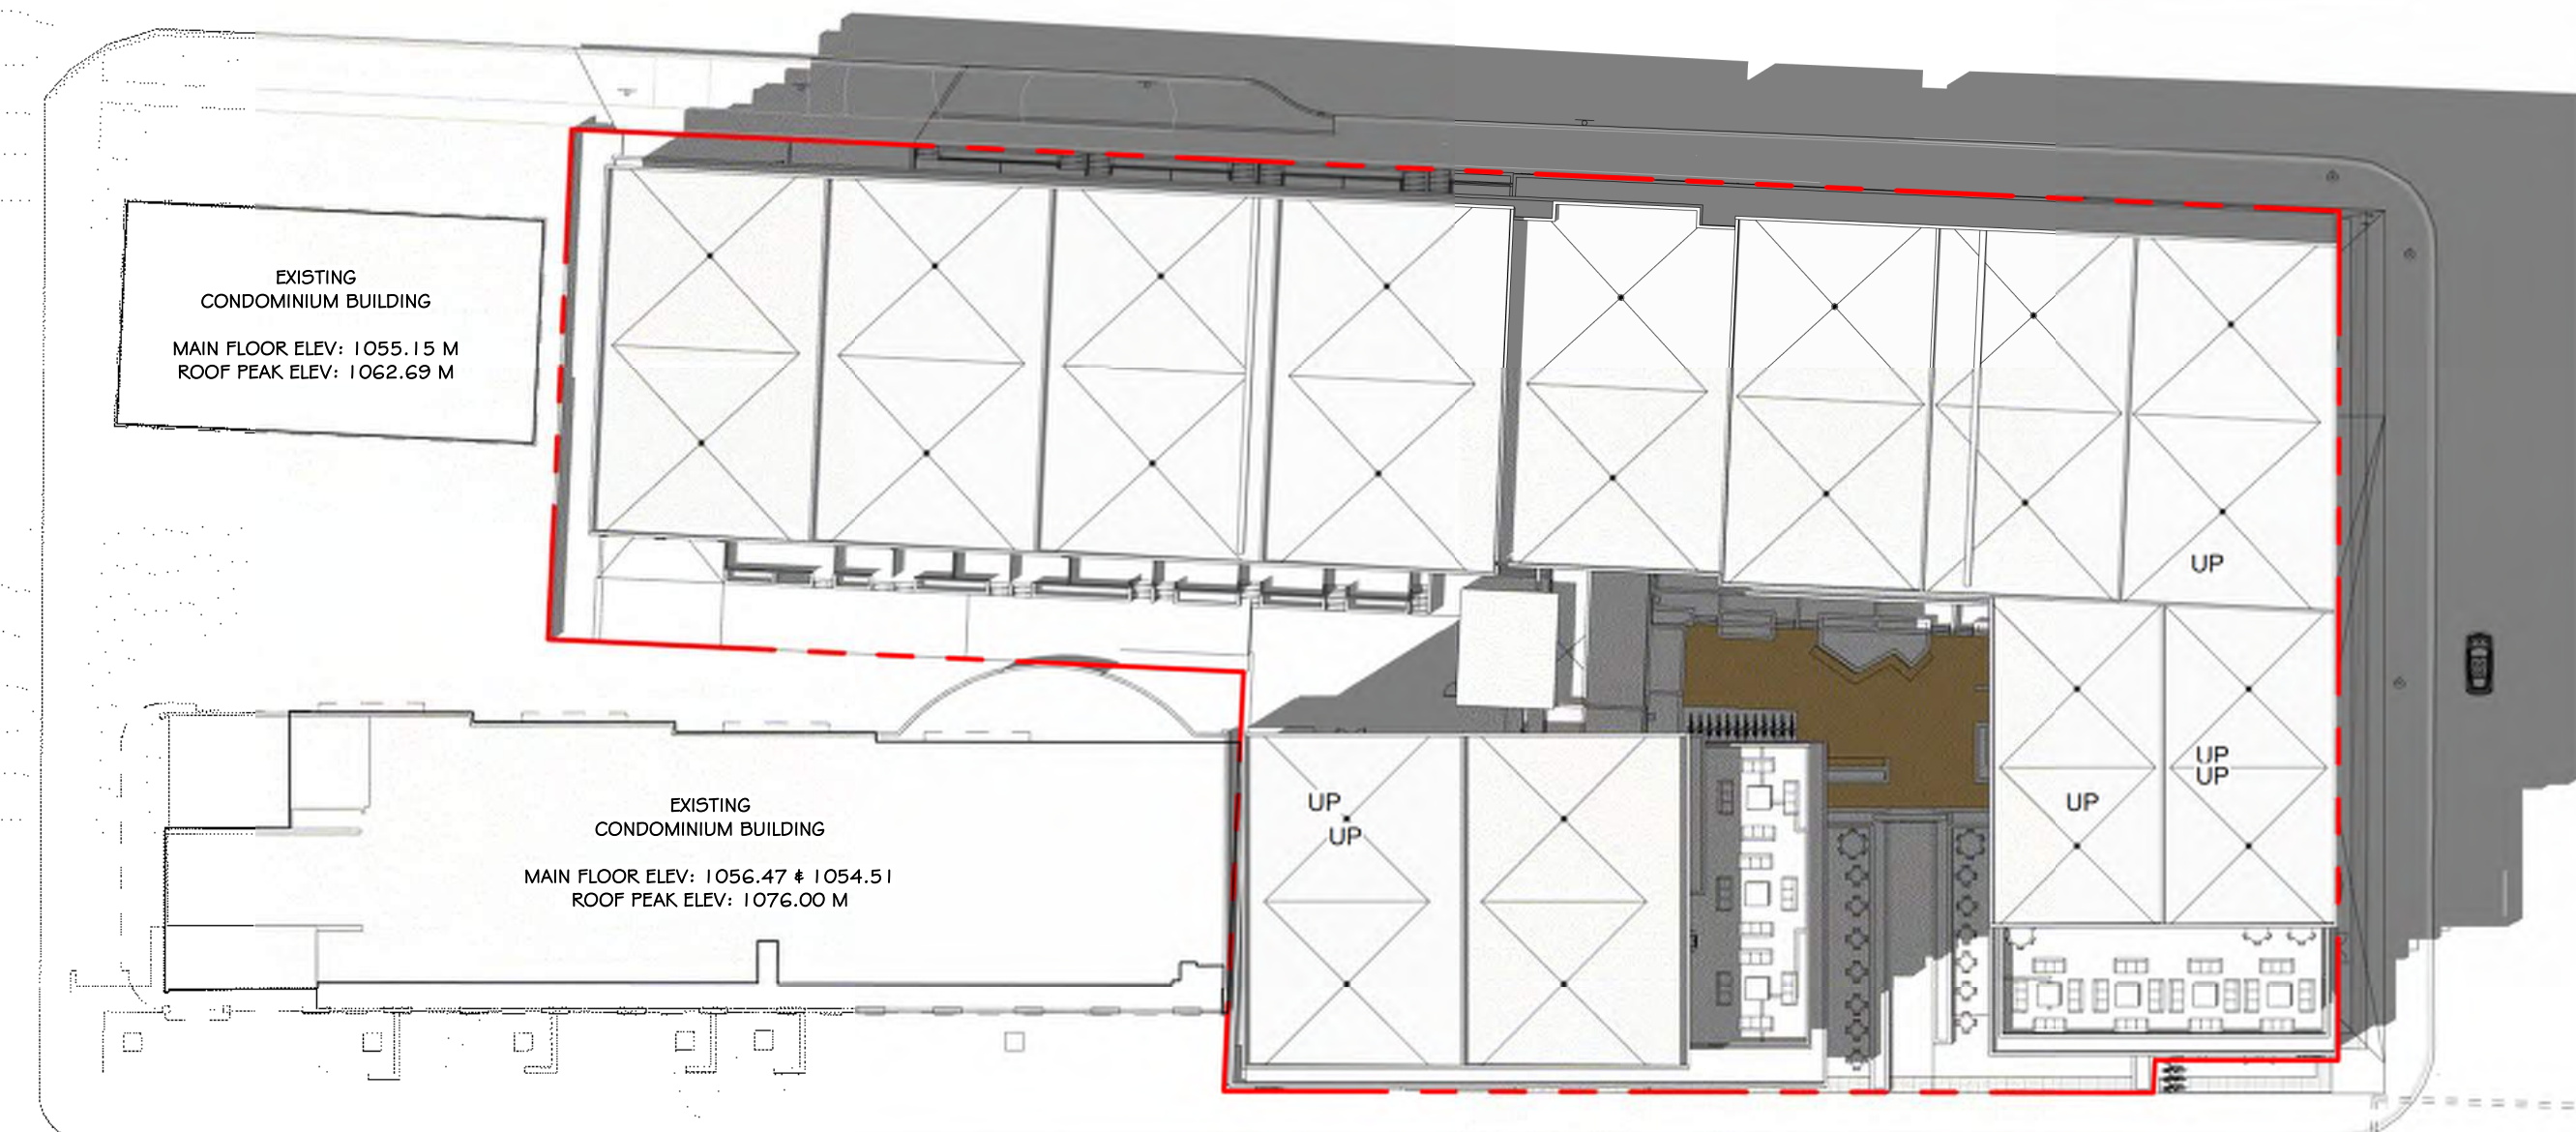 EXISTING
CONDOMINIUM BUILDING
MAIN FLOOR ELEV: 1055.15 M
ROOF PEAK ELEV: 1062.69 M
UP
UP
UP
UP
UP
UP
EXISTING
CONDOMINIUM BUILDING
MAIN FLOOR ELEV: 1056.47 & 1054.51
ROOF PEAK ELEV: 1076.00 M